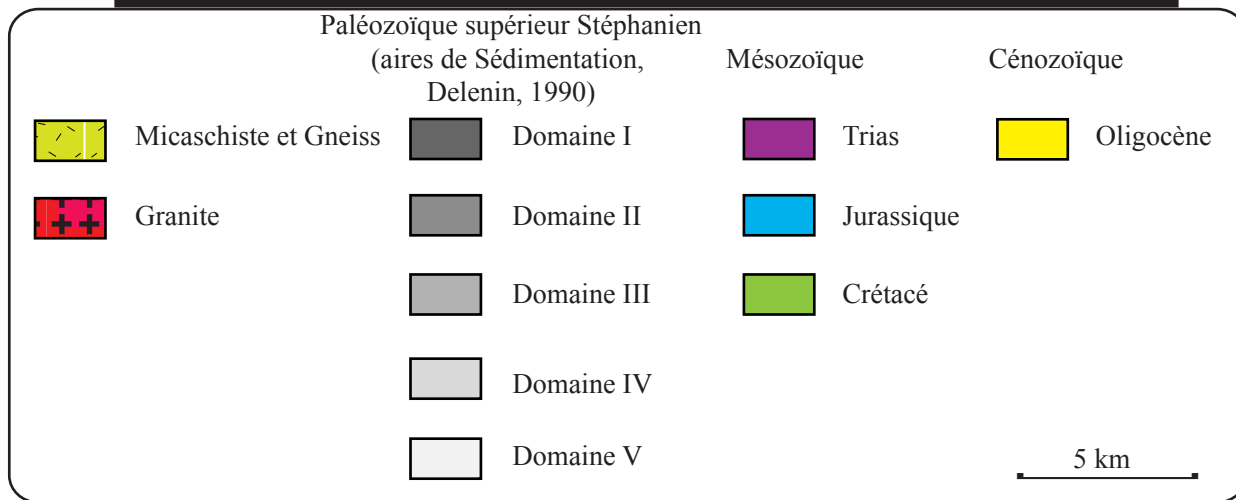 Paléozoïque supérieur Stéphanien
(aires de Sédimentation,
Delenin, 1990)
Mésozoïque
Cénozoïque
Micaschiste et Gneiss
Domaine I
Trias
Oligocène
Granite
Domaine II
Jurassique
Domaine III
Crétacé
Domaine IV
Domaine V
5 km